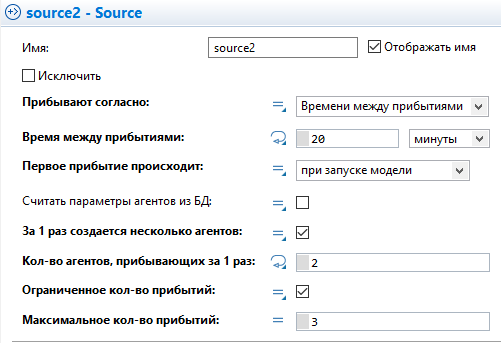 source2 - Source
Имя: source2 Отображать имя
Исключить
Прибывают согласно: Времени между прибытиями
Время между прибытиями: 20 минуты
Первое прибытие происходит: при запуске модели
Считать параметры агентов из БД:
За 1 раз создается несколько агентов:
Кол-во агентов, прибывающих за 1 раз: 2
Ограниченное кол-во прибытий:
Максимальное кол-во прибытий: 3